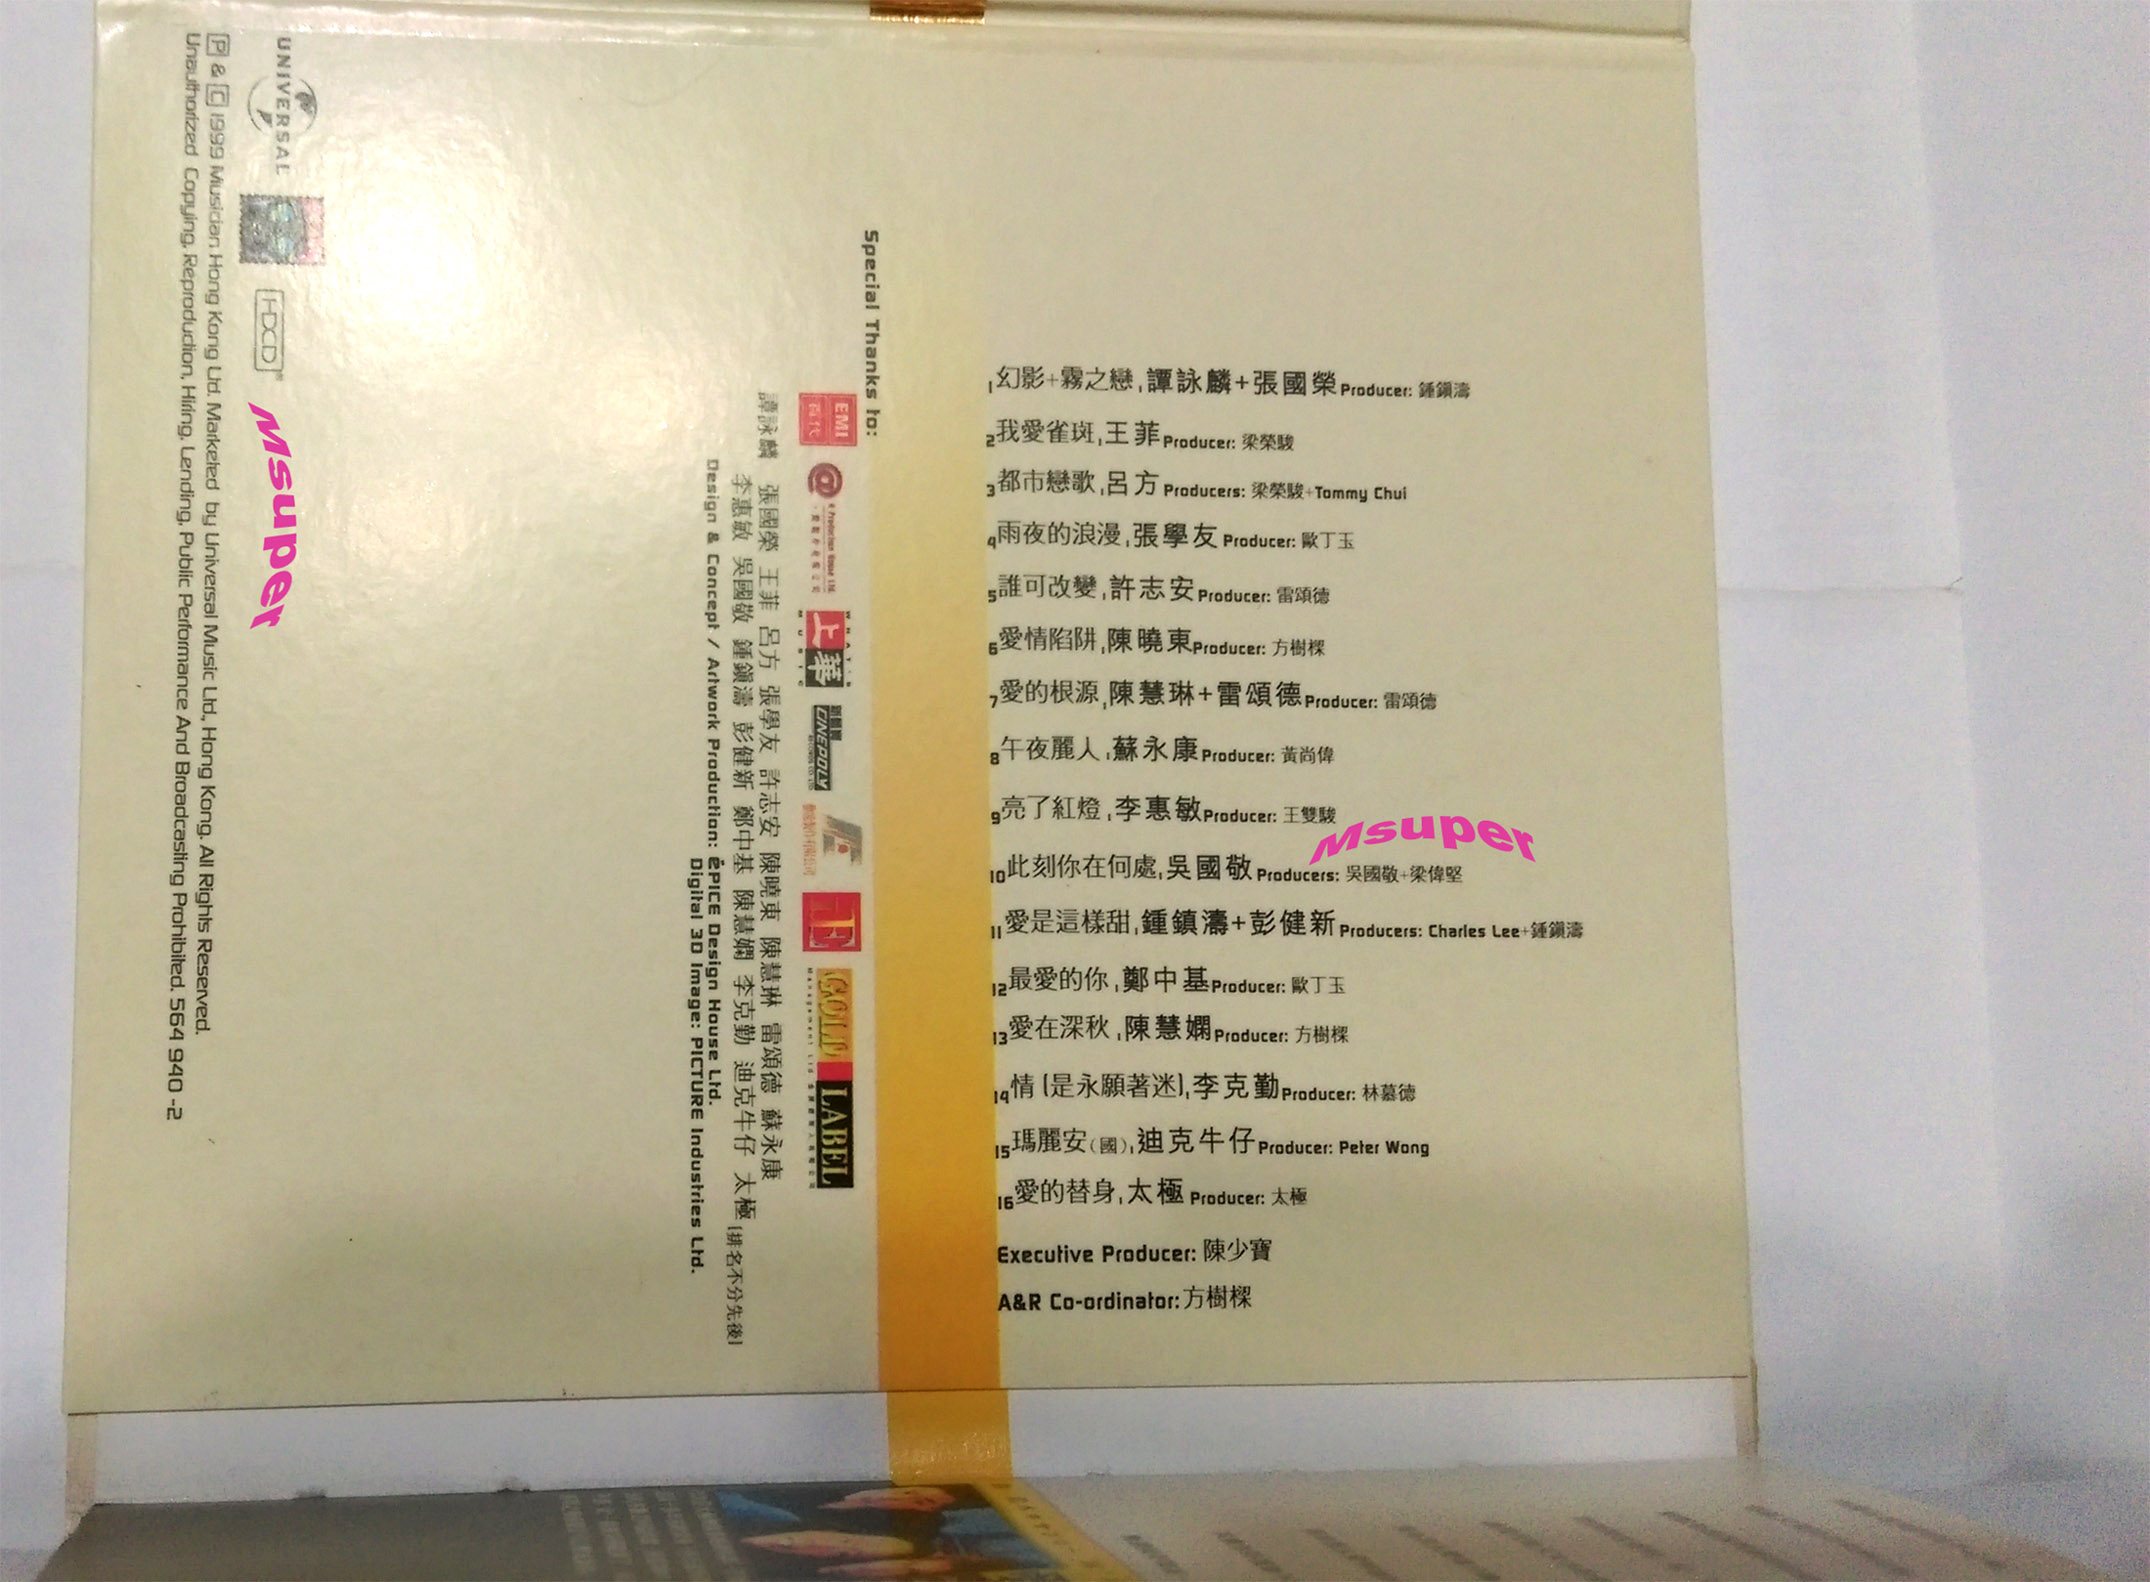 1 幻影+霧之戀,譚詠麟+張國榮 Producer: 鍾鎮濤
2 我愛雀斑,王菲 Producer: 梁榮駿
3 都市戀歌,呂方 Producers: 梁榮駿+Tommy Chui
4 雨夜的浪漫,張學友 Producer: 歐丁玉
5 誰可改變,許志安 Producer: 雷頌德
6 愛情陷阱,陳曉東 Producer: 方樹樑
7 愛的根源,陳慧琳+雷頌德 Producer: 雷頌德
8 午夜麗人,蘇永康 Producer: 黃尚偉
9 亮了紅燈,李惠敏 Producer: 王雙駿
Msuper
10 此刻你在何處,吳國敬 Producers: 吳國敬+梁偉堅
11 愛是這樣甜,鍾鎮濤+彭健新 Producers: Charles Lee+鍾鎮濤
12 最愛的你,鄭中基 Producer: 歐丁玉
13 愛在深秋,陳慧嫻 Producer: 方樹樑
14 情(是永願著迷),李克勤 Producer: 林慕德
15 瑪麗安(國),迪克牛仔 Producer: Peter Wong
16 愛的替身,太極 Producer: 太極
Executive Producer: 陳少寶
A&R Co-ordinator: 方樹樑
Special Thanks to:
EMI 百代
上華
CINEPOLY
GOLD LABEL
譚詠麟 張國榮 王菲 呂方 張學友 許志安 陳曉東 陳慧琳 雷頌德 蘇永康
李惠敏 吳國敬 鍾鎮濤 彭健新 鄭中基 陳慧嫻 李克勤 迪克牛仔 太極 (排名不分先後)
Design & Concept / Artwork Production: éPICE Design House Ltd.
Digital 3D Image: PICTURE Industries Ltd.
Msuper
UNIVERSAL
HDCD®
P & C 1999 Musician Hong Kong Ltd. Marketed by Universal Music Ltd., Hong Kong. All Rights Reserved.
Unauthorized Copying, Reproduction, Hiring, Lending, Public Performance And Broadcasting Prohibited. 564 940 -2